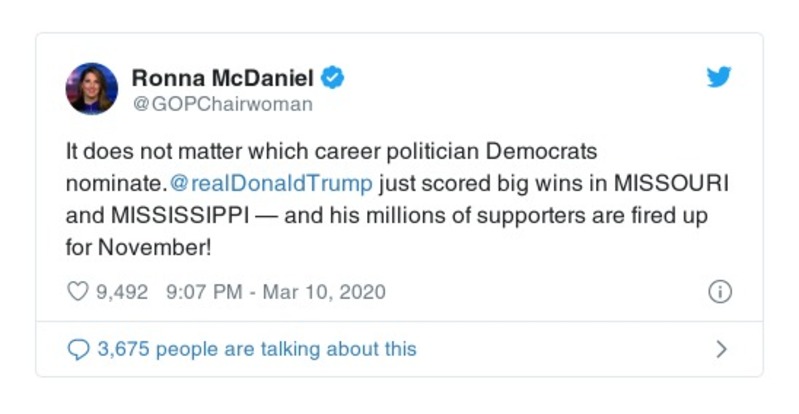 Ronna McDaniel
@GOPChairwoman
It does not matter which career politician Democrats
nominate.@realDonaldTrump just scored big wins in MISSOURI
and MISSISSIPPI — and his millions of supporters are fired up
for November!
9,492 9:07 PM - Mar 10, 2020
3,675 people are talking about this